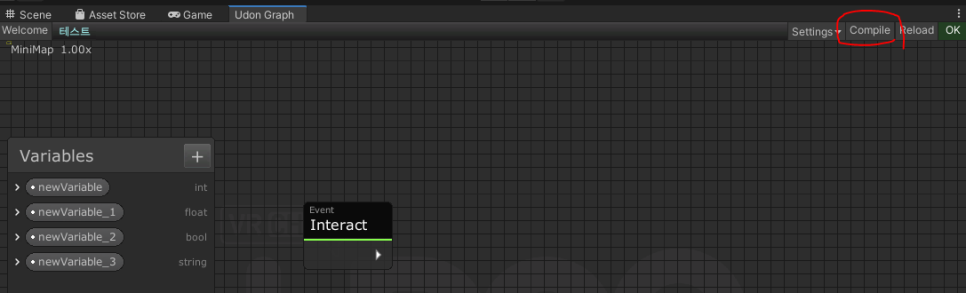 Scene Asset Store Game Udon Graph
Welcome 테스트 Settings Compile Reload OK
MiniMap 1.00x
Variables +
newVariable int
newVariable_1 float
newVariable_2 bool
newVariable_3 string
Event
Interact